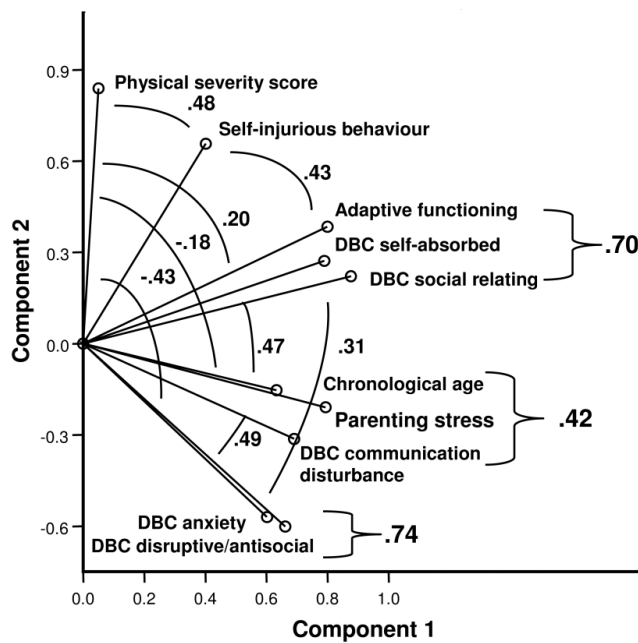 0.9
Physical severity score
.48
Self-injurious behaviour
0.6
.43
.20
Adaptive functioning
-.18
DBC self-absorbed
.70
0.3
-.43
DBC social relating
Component 2
0.0
.47
.31
Chronological age
Parenting stress
.42
-0.3
.49
DBC communication
disturbance
DBC anxiety
.74
-0.6
DBC disruptive/antisocial
0.0 0.2 0.4 0.6 0.8 1.0
Component 1